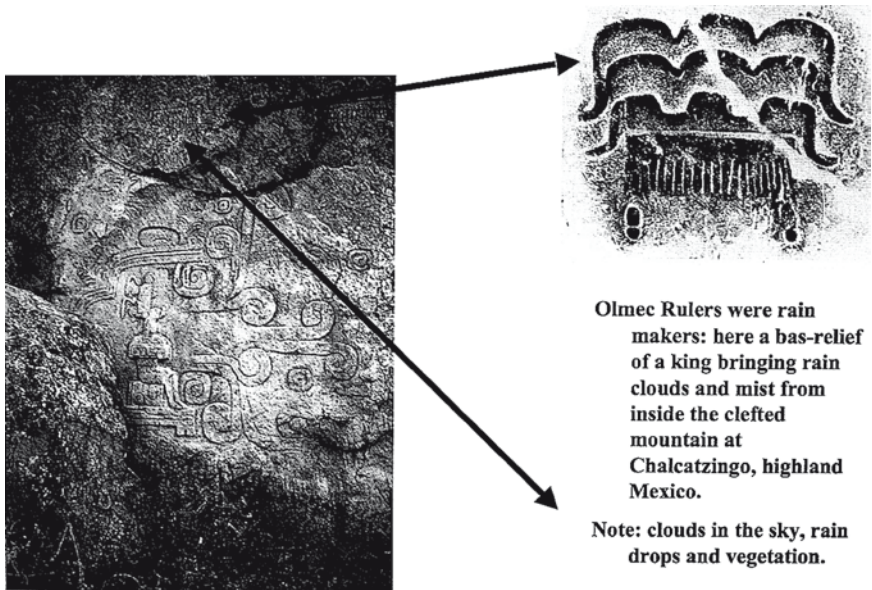 Olmec Rulers were rain
makers: here a bas-relief
of a king bringing rain
clouds and mist from
inside the clefted
mountain at
Chalcatzingo, highland
Mexico.
Note: clouds in the sky, rain
drops and vegetation.